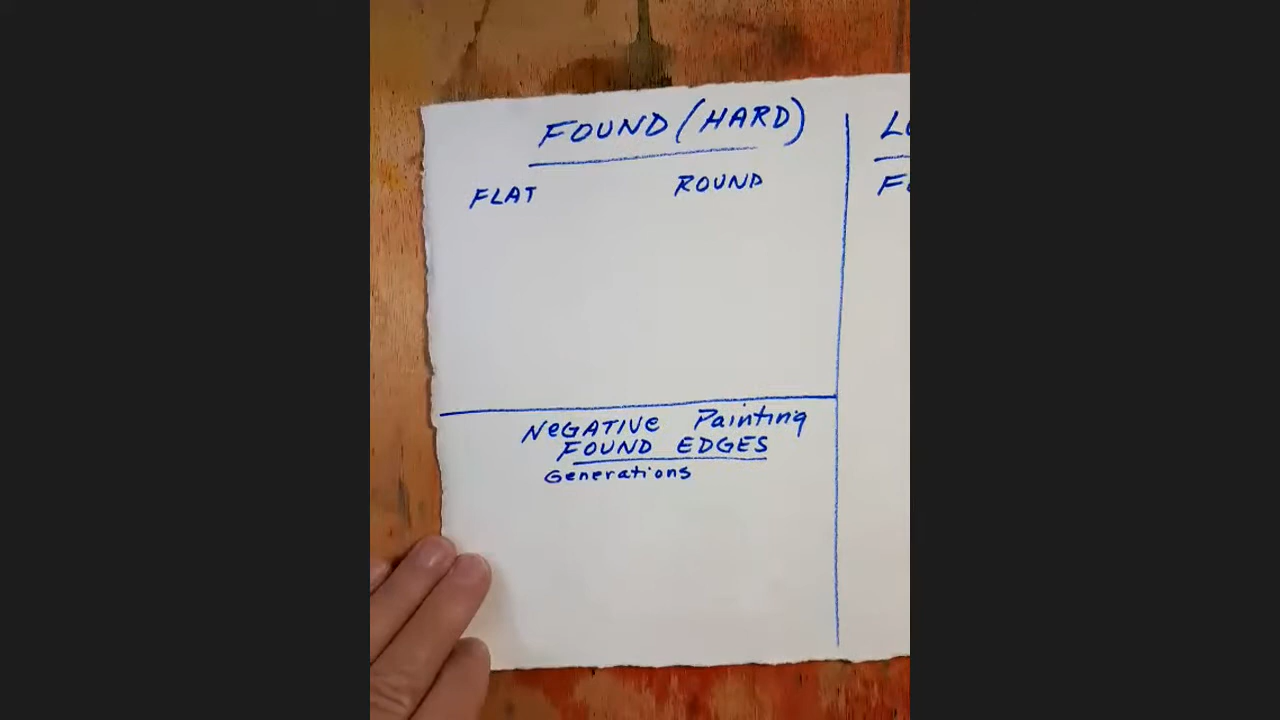 FOUND (HARD)
FLAT ROUND
NeGATIVe Painting
FOUND EDGES
Generations